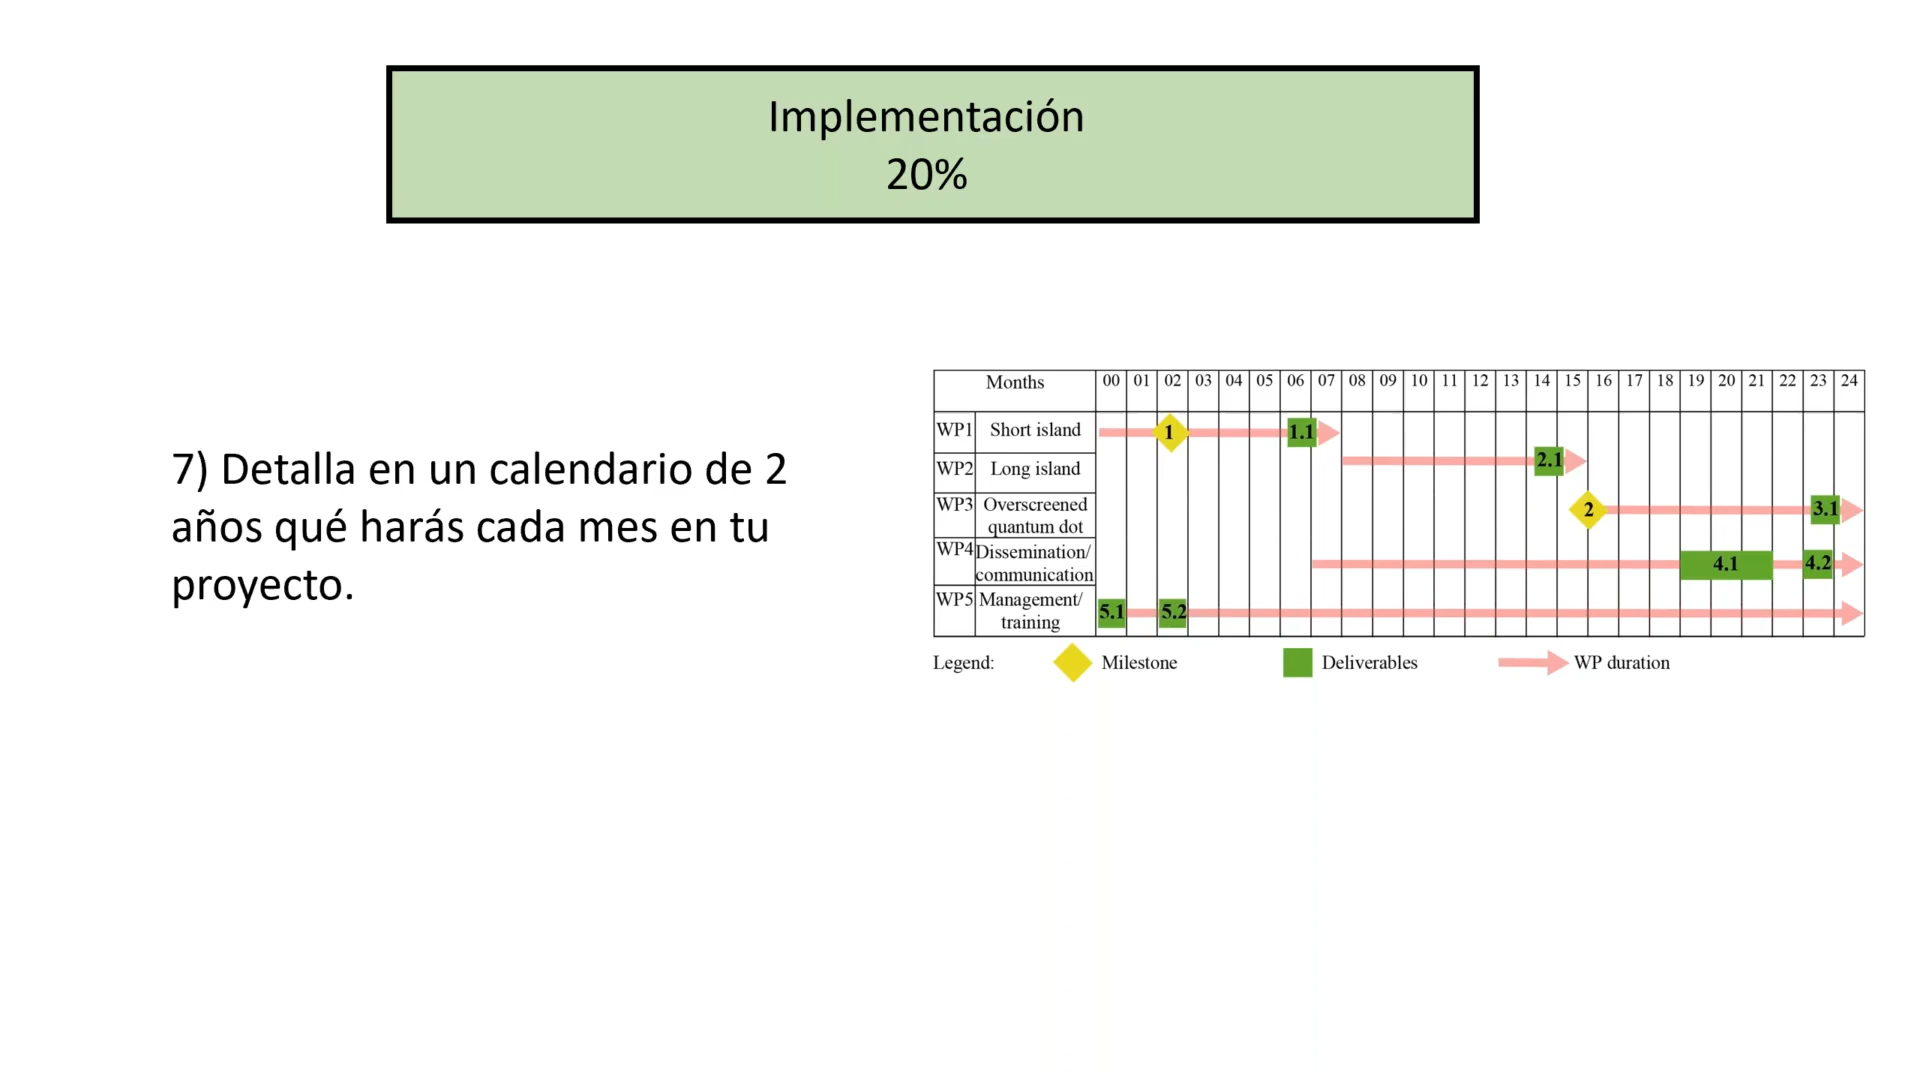 Implementación
20%
7) Detalla en un calendario de 2
años qué harás cada mes en tu
proyecto.
Months 00 01 02 03 04 05 06 07 08 09 10 11 12 13 14 15 16 17 18 19 20 21 22 23 24
WP1 Short island 1 1.1
WP2 Long island 2.1
WP3 Overscreened
quantum dot 2 3.1
WP4 Dissemination/
communication 4.1 4.2
WP5 Management/
training 5.1 5.2
Legend: Milestone Deliverables WP duration